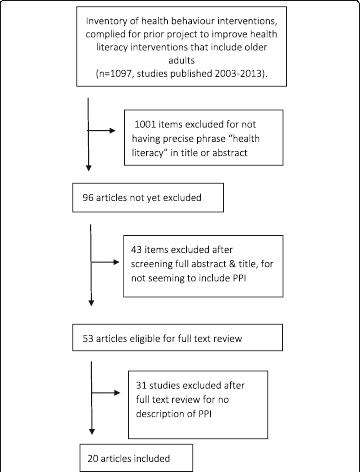 Inventory of health behaviour interventions,
complied for prior project to improve health
literacy interventions that include older
adults
(n=1097, studies published 2003-2013).
1001 items excluded for not
having precise phrase "health
literacy" in title or abstract
96 articles not yet excluded
43 items excluded after
screening full abstract & title, for
not seeming to include PPI
53 articles eligible for full text review
31 studies excluded after
full text review for no
description of PPI
20 articles included